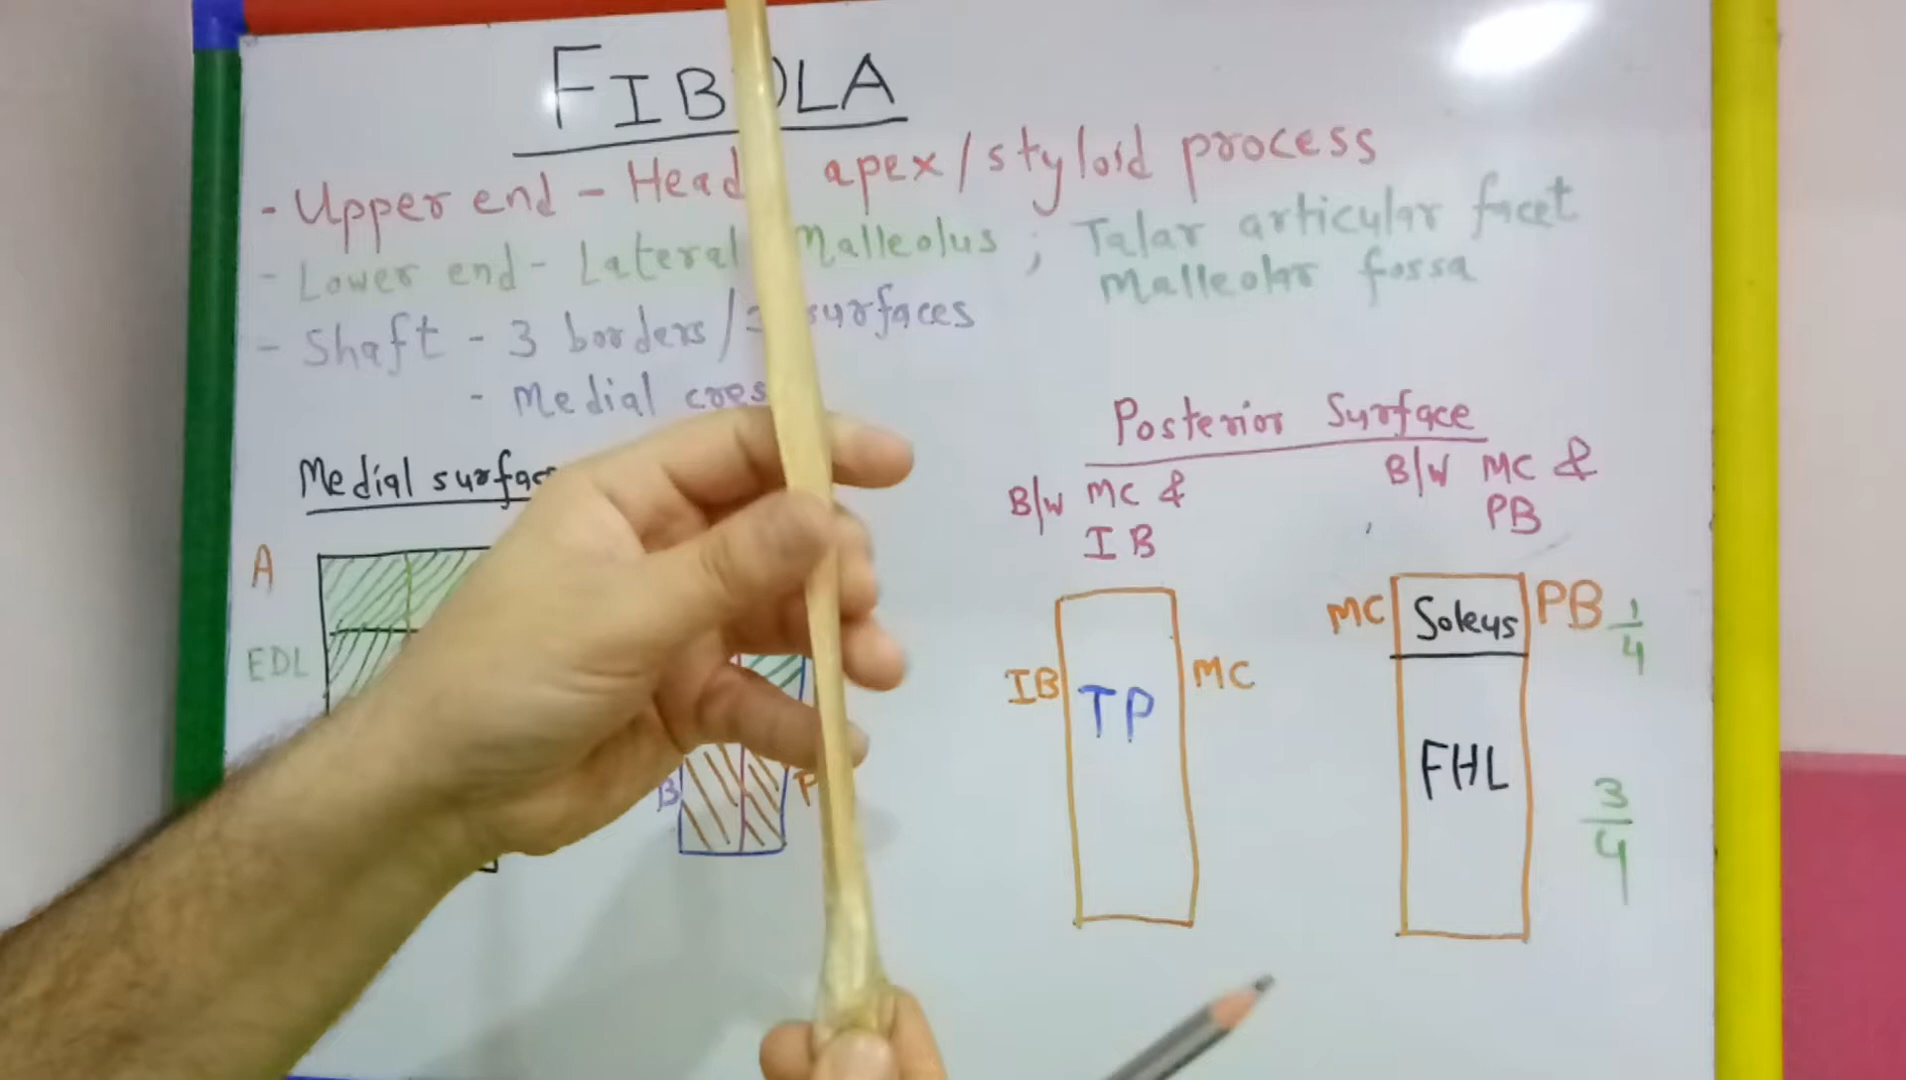 FIB LA
- Upper end - Head apex/styloid process
- Lower end - Lateral Malleolus ; Talar articular facet
Malleolar fossa
- Shaft - 3 borders / surfaces
- Medial cres
Medial surfac
A
EDL
B
P
Posterior Surface
B/W MC &
IB
B/W MC &
PB
IB
TP
MC
MC
Soleus
PB
1/4
FHL
3/4